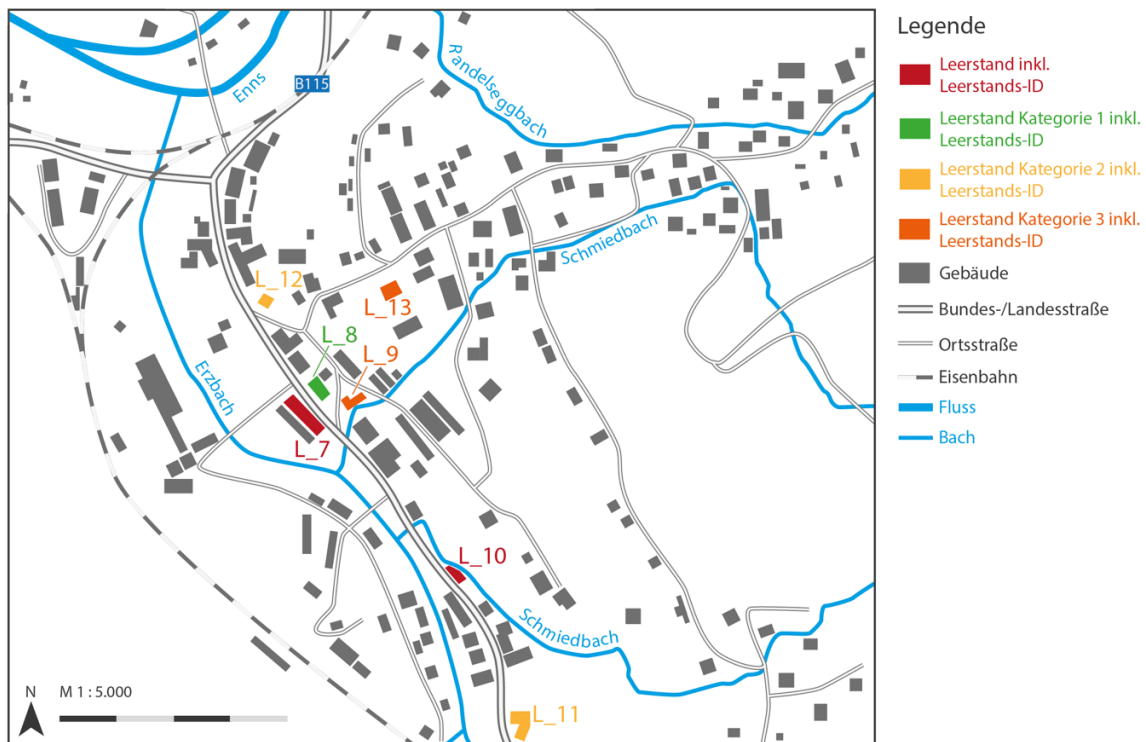 Legende
Leerstand inkl.
Leerstands-ID
Leerstand Kategorie 1 inkl.
Leerstands-ID
Leerstand Kategorie 2 inkl.
Leerstands-ID
Leerstand Kategorie 3 inkl.
Leerstands-ID
Gebäude
Bundes-/Landesstraße
Ortsstraße
Eisenbahn
Fluss
Bach
Enns
B115
Randelseggbach
Schmiedbach
L_12
L_13
L_8
L_9
Erzbach
L_7
L_10
Schmiedbach
L_11
N
M 1 : 5.000